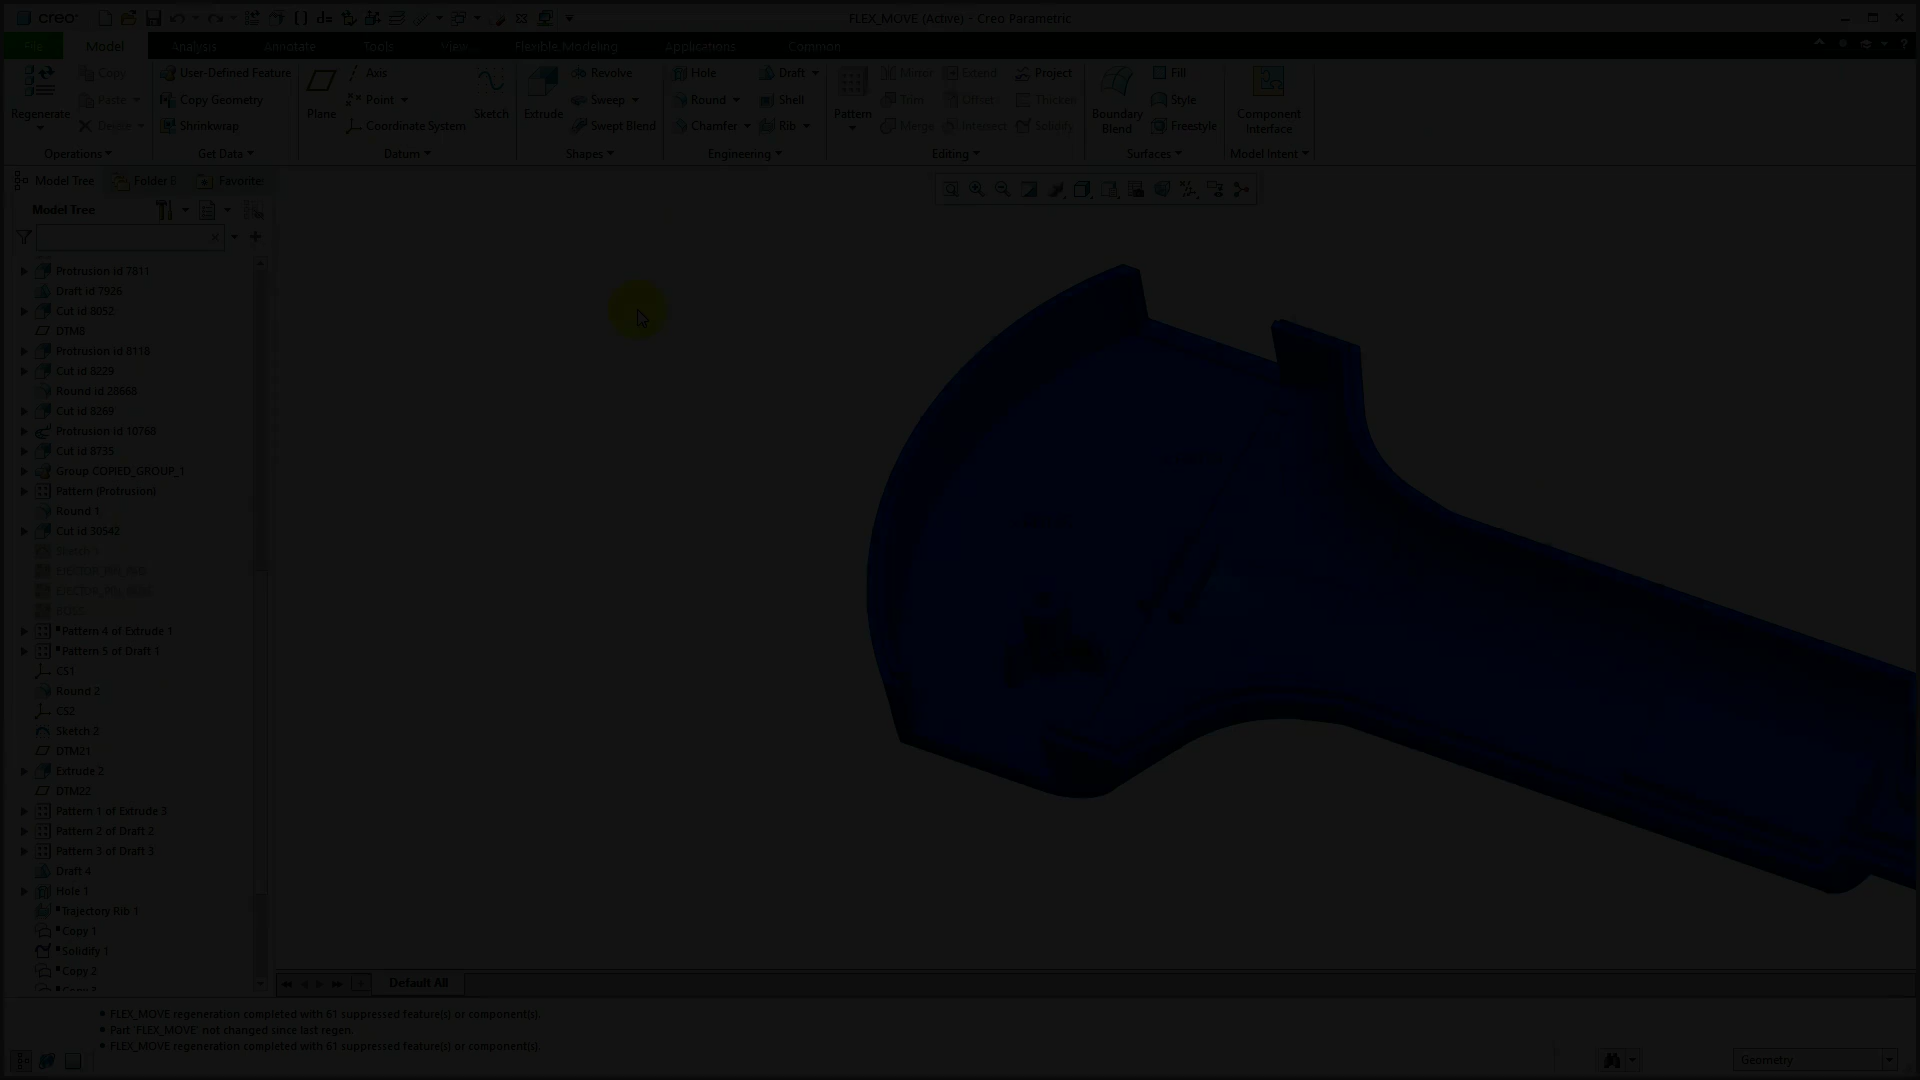 creo
FLEX_MOVE (Active) - Creo Parametric
File Model Analysis Annotate Tools View Flexible Modeling Applications Common
Regenerate
Copy
Paste
Delete
Operations
User-Defined Feature
Copy Geometry
Shrinkwrap
Get Data
Plane
Axis
Point
Coordinate System
Sketch
Datum
Extrude
Revolve
Sweep
Swept Blend
Shapes
Hole
Round
Chamfer
Draft
Shell
Rib
Engineering
Pattern
Mirror
Trim
Merge
Extend
Offset
Intersect
Project
Thicken
Solidify
Editing
Boundary
Blend
Fill
Style
Freestyle
Surfaces
Component
Interface
Model Intent
Model Tree Folder Favorite
Model Tree
Protrusion id 7811
Draft id 7926
Cut id 8052
DTM8
Protrusion id 8118
Cut id 8229
Round id 28668
Cut id 8269
Protrusion id 10768
Cut id 8735
Group COPIED_GROUP_1
Pattern (Protrusion)
Round 1
Cut id 30542
BOSS
Pattern 4 of Extrude 1
Pattern 5 of Draft 1
CS1
Round 2
CS2
Sketch 2
DTM21
Extrude 2
DTM22
Pattern 1 of Extrude 3
Pattern 2 of Draft 2
Pattern 3 of Draft 3
Draft 4
Hole 1
Trajectory Rib 1
Copy 1
Solidify 1
Copy 2
Default All
• FLEX_MOVE regeneration completed with 61 suppressed feature(s) or component(s).
• Part 'FLEX_MOVE' not changed since last regen.
• FLEX_MOVE regeneration completed with 61 suppressed feature(s) or component(s).
Geometry